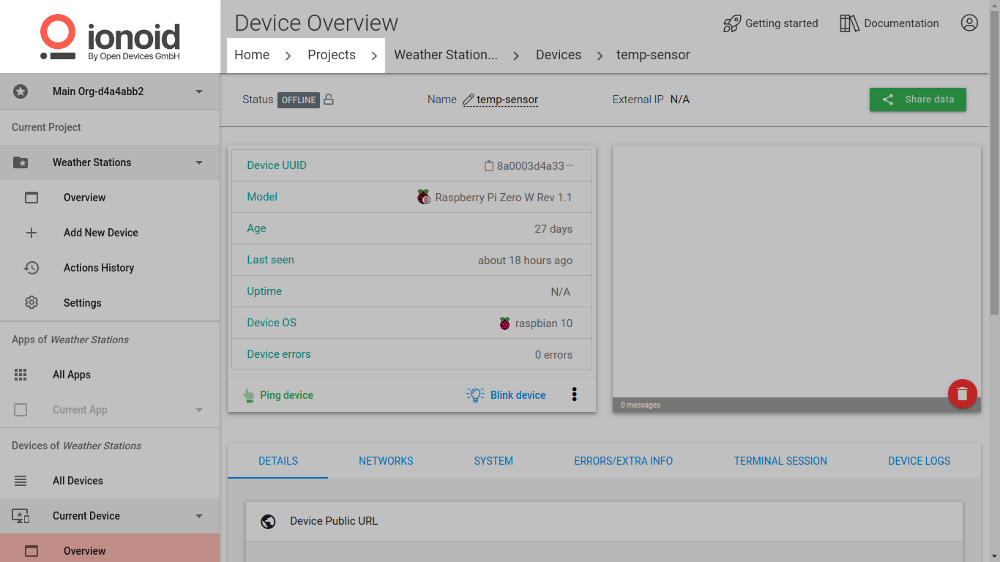 ionoid
By Open Devices GmbH
Device Overview
Getting started
Documentation
Home > Projects > Weather Station... > Devices > temp-sensor
Main Org-d4a4abb2
Current Project
Weather Stations
Overview
Add New Device
Actions History
Settings
Apps of Weather Stations
All Apps
Current App
Devices of Weather Stations
All Devices
Current Device
Overview
Status OFFLINE
Name temp-sensor
External IP N/A
Share data
Device UUID 8a0003d4a33...
Model Raspberry Pi Zero W Rev 1.1
Age 27 days
Last seen about 18 hours ago
Uptime N/A
Device OS raspbian 10
Device errors 0 errors
Ping device
Blink device
0 messages
DETAILS
NETWORKS
SYSTEM
ERRORS/EXTRA INFO
TERMINAL SESSION
DEVICE LOGS
Device Public URL